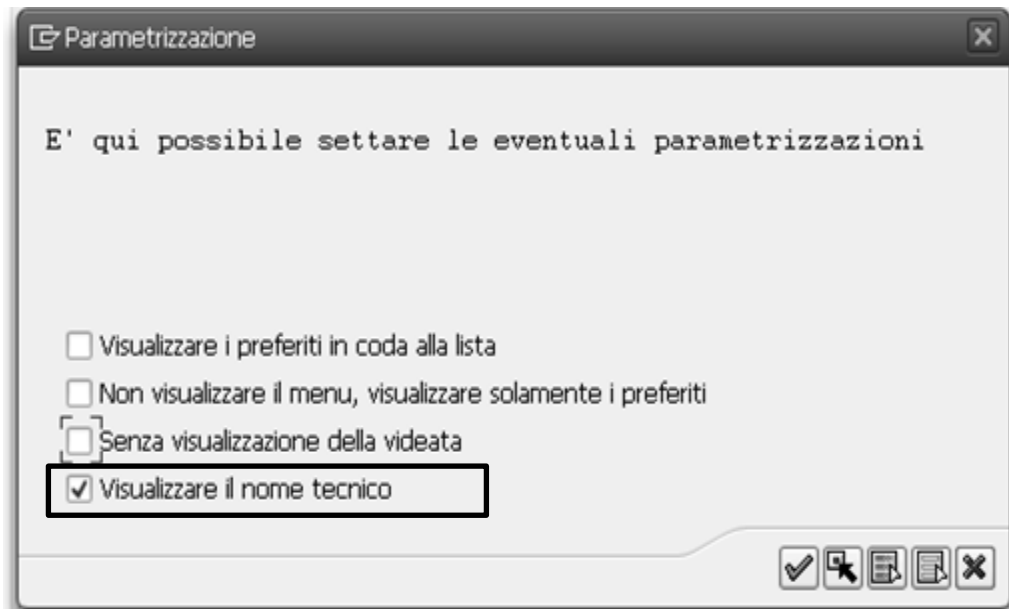 Parametrizzazione
E' qui possibile settare le eventuali parametrizzazioni
Visualizzare i preferiti in coda alla lista
Non visualizzare il menu, visualizzare solamente i preferiti
Senza visualizzazione della videata
Visualizzare il nome tecnico